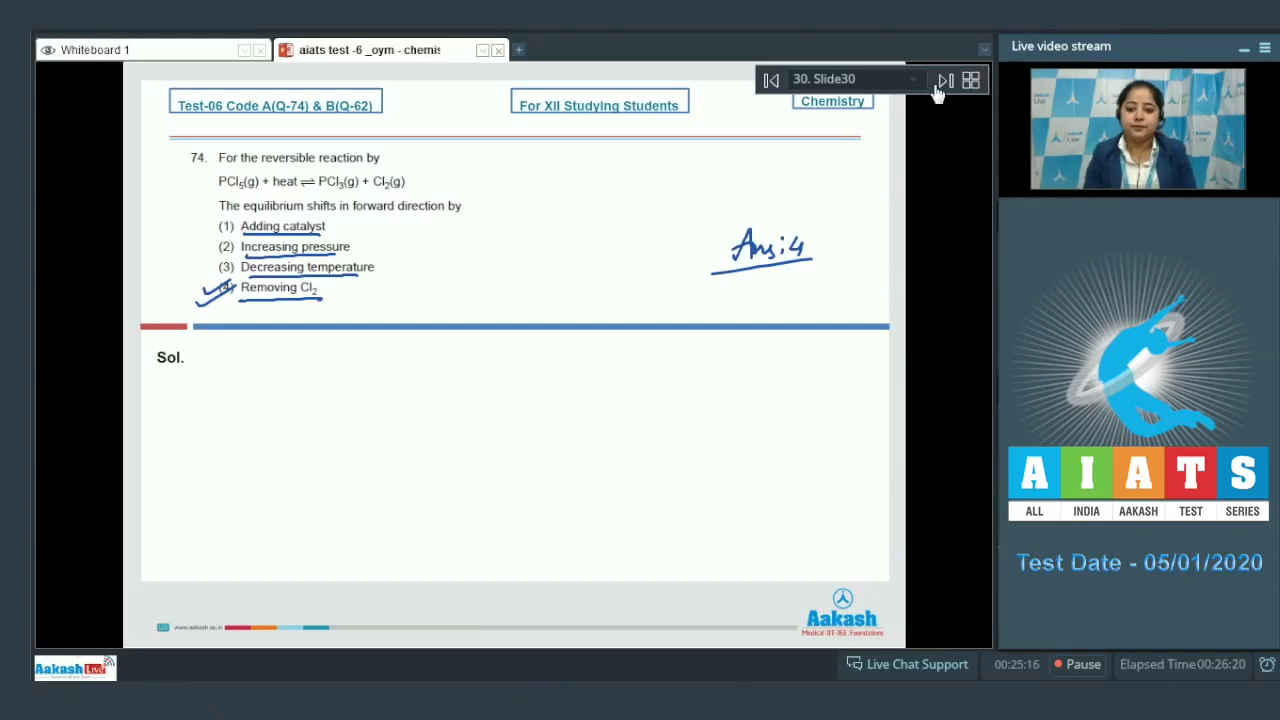 Whiteboard 1
aiats test -6 _oym - chemis
Live video stream
30. Slide30
Test-06 Code A(Q-74) & B(Q-62)
For XII Studying Students
Chemistry
74. For the reversible reaction by
PCl₅(g) + heat ⇌ PCl₃(g) + Cl₂(g)
The equilibrium shifts in forward direction by
(1) Adding catalyst
(2) Increasing pressure
(3) Decreasing temperature
(4) Removing Cl₂
Ans: 4
Sol.
A I A T S
ALL INDIA AAKASH TEST SERIES
Test Date - 05/01/2020
www.aakash.ac.in
Aakash
Medical IIT-JEE Foundations
Aakash Live
Live Chat Support
00:25:16
Pause
Elapsed Time 00:26:20